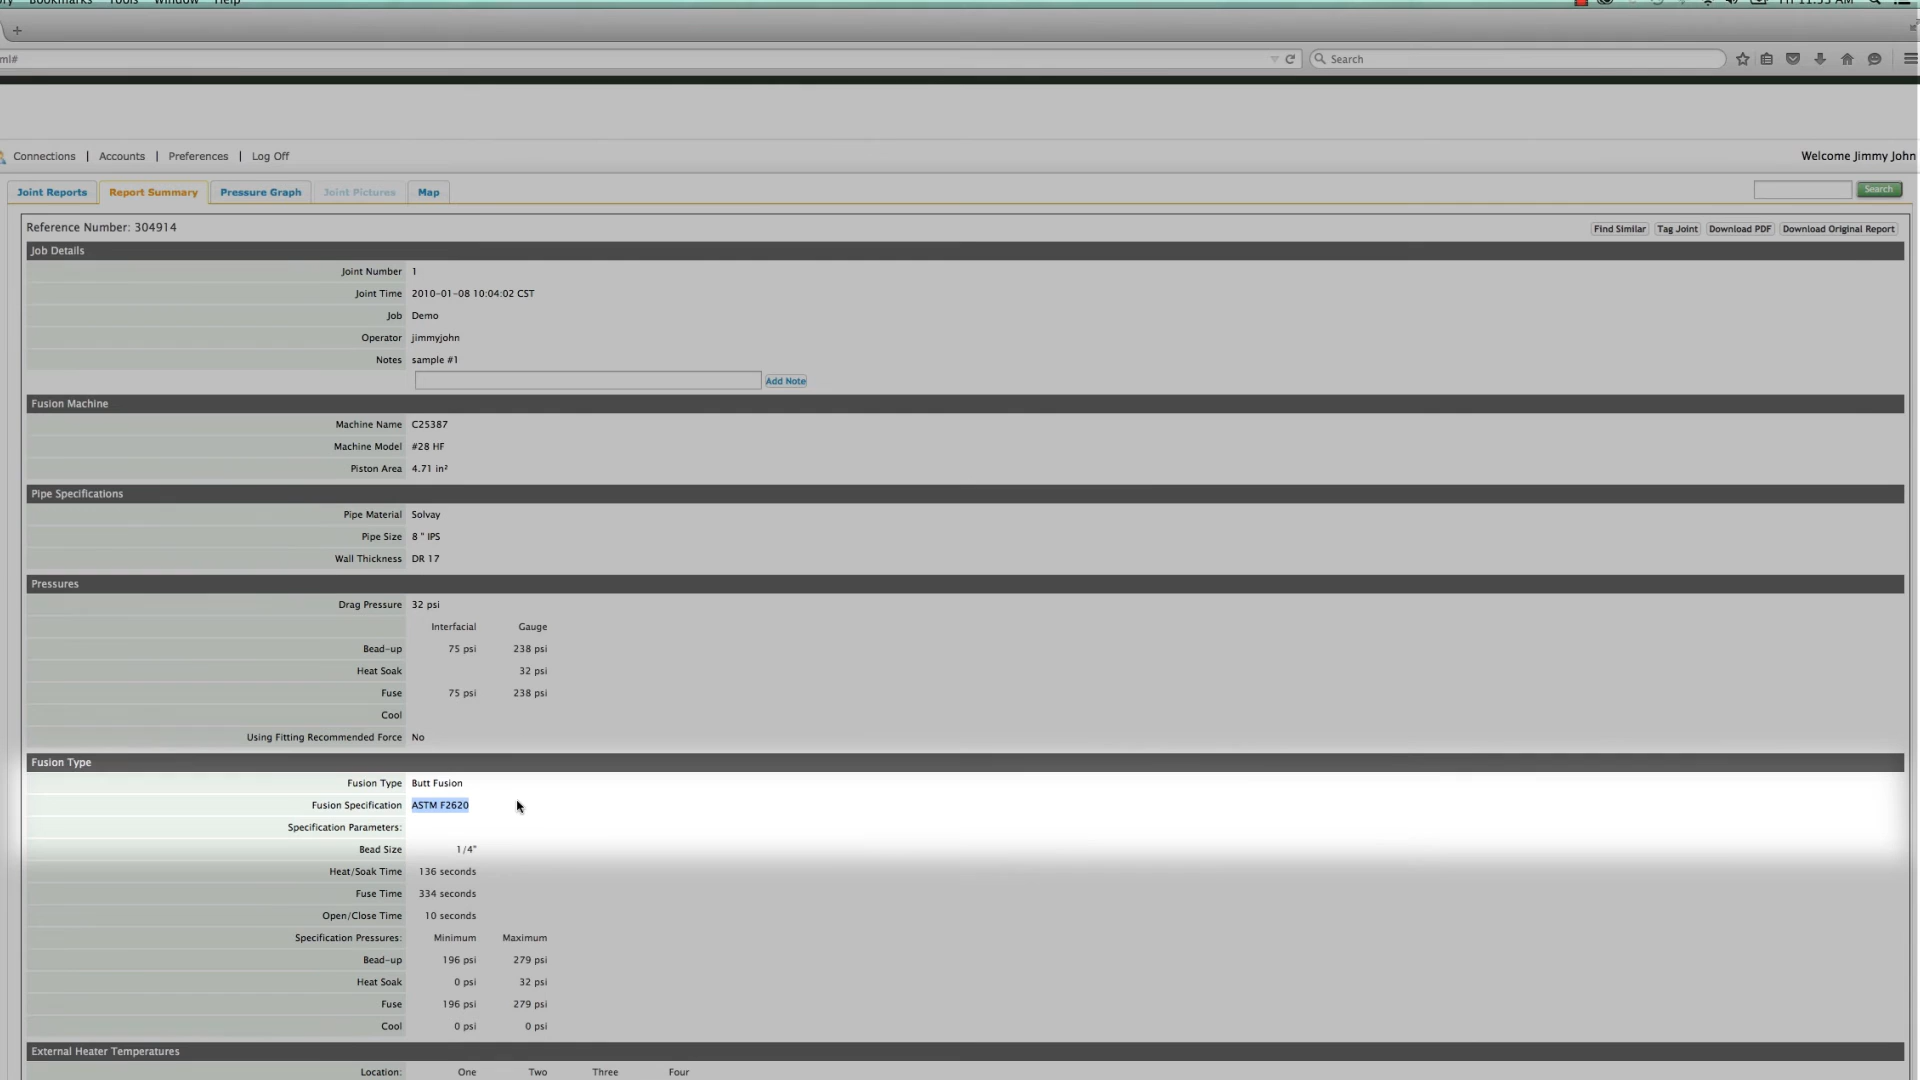 Bookmarks Tools Window Help
ml#
Search
Connections | Accounts | Preferences | Log Off
Welcome Jimmy John
Joint Reports Report Summary Pressure Graph Joint Pictures Map
Search
Reference Number: 304914
Find Similar Tag Joint Download PDF Download Original Report
Job Details
Joint Number 1
Joint Time 2010-01-08 10:04:02 CST
Job Demo
Operator jimmyjohn
Notes sample #1
Add Note
Fusion Machine
Machine Name C25387
Machine Model #28 HF
Piston Area 4.71 in²
Pipe Specifications
Pipe Material Solvay
Pipe Size 8 " IPS
Wall Thickness DR 17
Pressures
Drag Pressure 32 psi
Interfacial Gauge
Bead-up 75 psi 238 psi
Heat Soak 32 psi
Fuse 75 psi 238 psi
Cool
Using Fitting Recommended Force No
Fusion Type
Fusion Type Butt Fusion
Fusion Specification ASTM F2620
Specification Parameters:
Bead Size 1/4"
Heat/Soak Time 136 seconds
Fuse Time 334 seconds
Open/Close Time 10 seconds
Specification Pressures: Minimum Maximum
Bead-up 196 psi 279 psi
Heat Soak 0 psi 32 psi
Fuse 196 psi 279 psi
Cool 0 psi 0 psi
External Heater Temperatures
Location: One Two Three Four